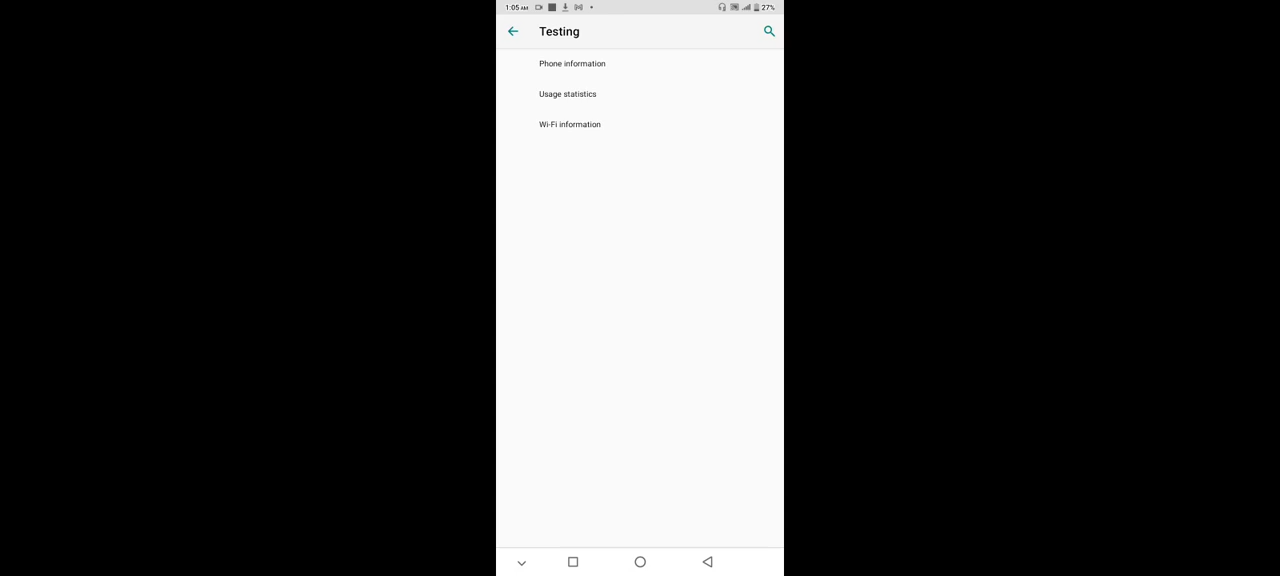 1:05 AM 27%
Testing
Phone information
Usage statistics
Wi-Fi information